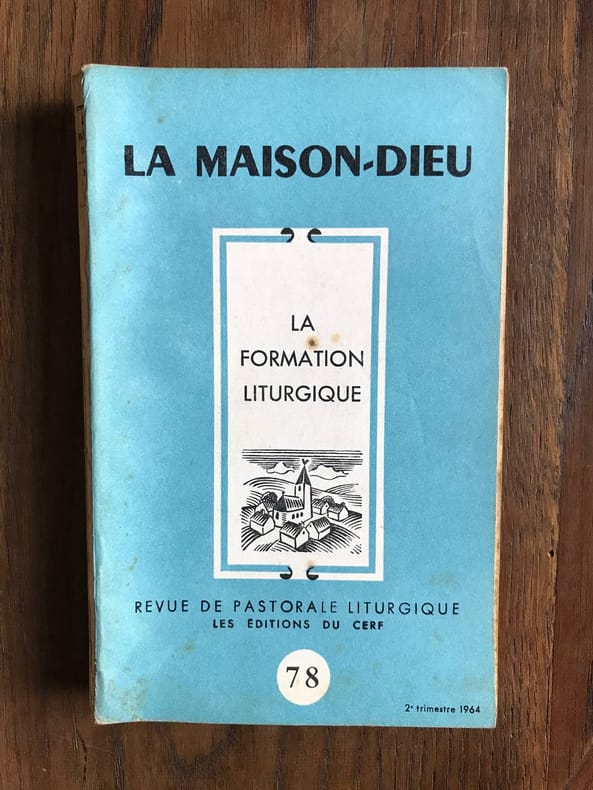 LA MAISON-DIEU
LA
FORMATION
LITURGIQUE
REVUE DE PASTORALE LITURGIQUE
LES ÉDITIONS DU CERF
78
2e trimestre 1964